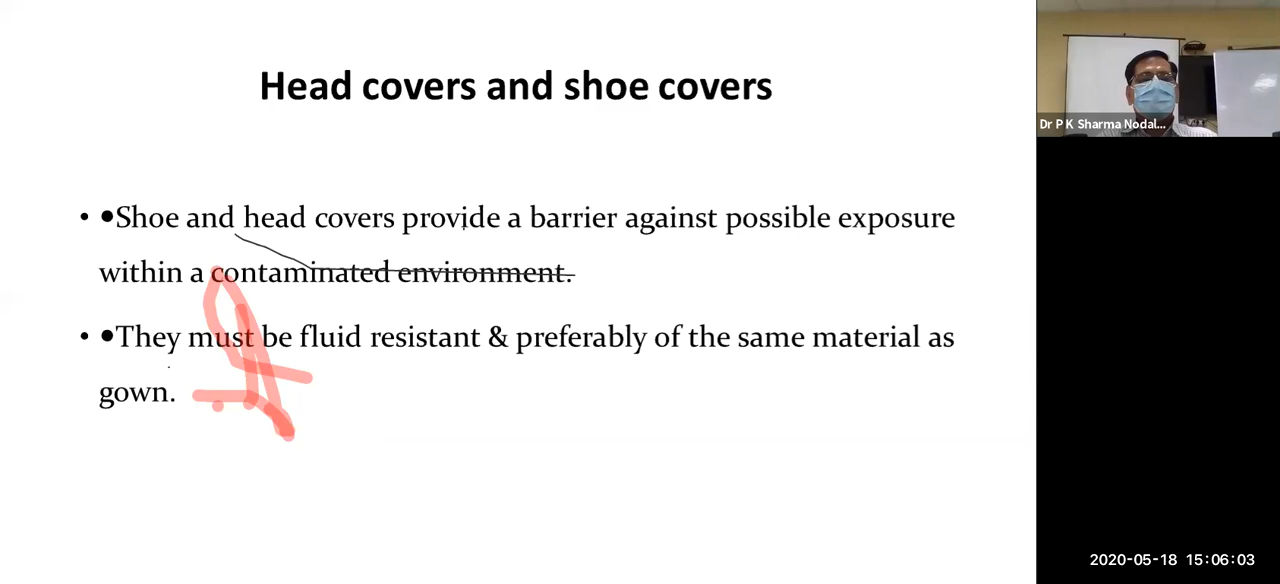 Head covers and shoe covers
Dr P K Sharma Nodal...
• •Shoe and head covers provide a barrier against possible exposure
within a contaminated environment.
• •They must be fluid resistant & preferably of the same material as
gown.
2020-05-18 15:06:03